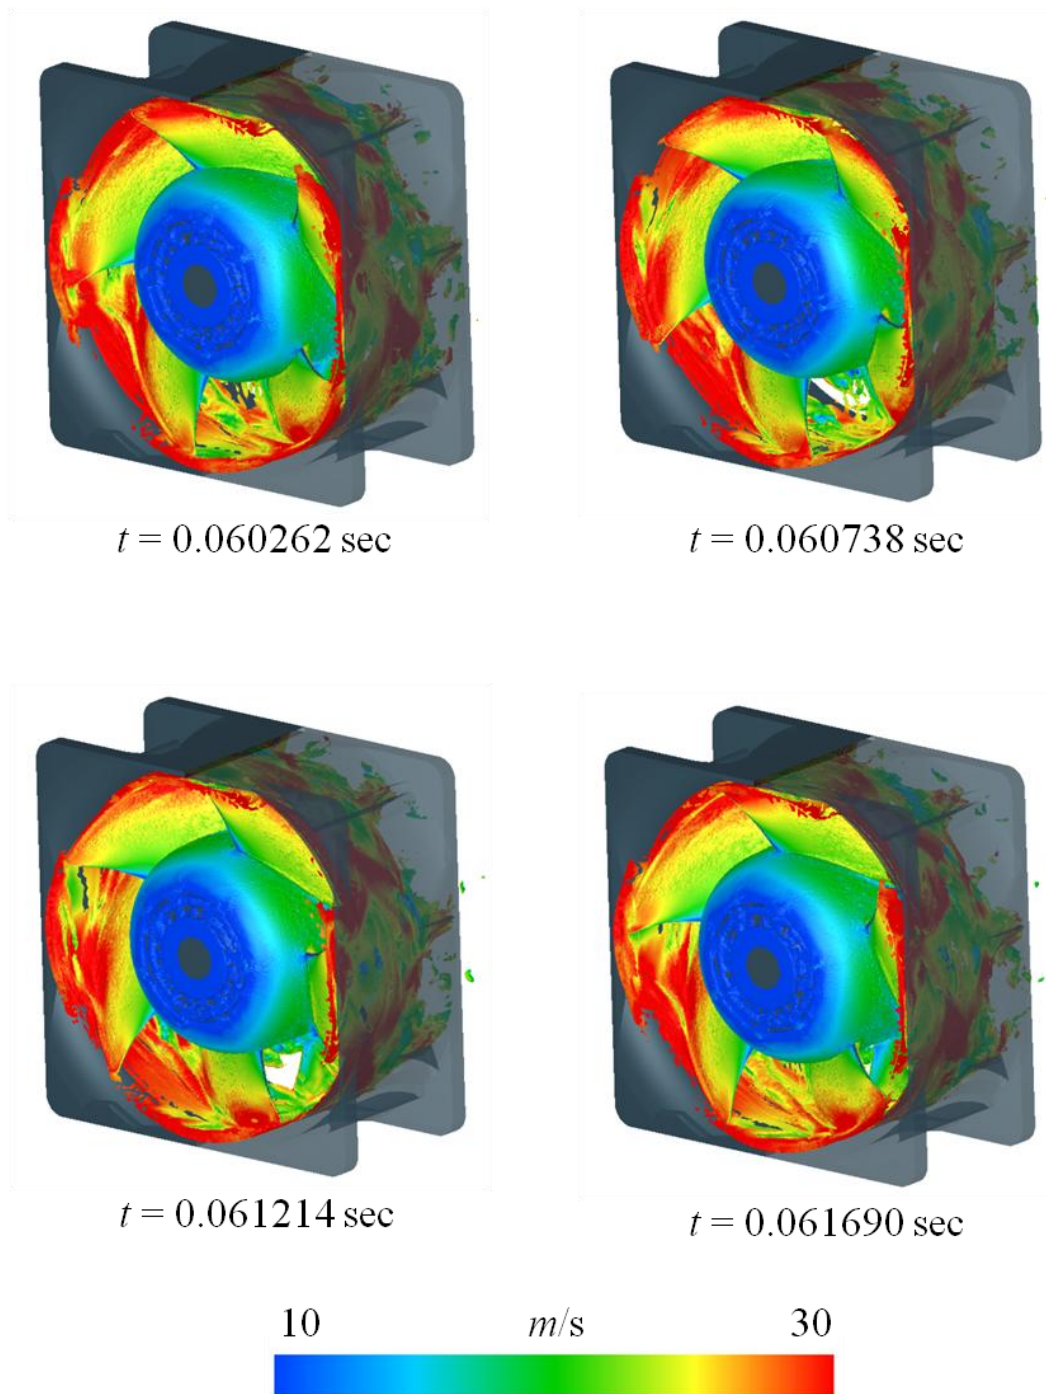 t = 0.060262 sec
t = 0.060738 sec
t = 0.061214 sec
t = 0.061690 sec
10 m/s 30